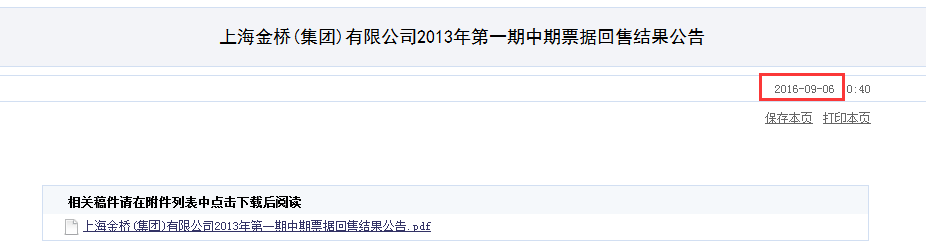 上海金桥(集团)有限公司2013年第一期中期票据回售结果公告
2016-09-06 0:40
保存本页 打印本页
相关稿件请在附件列表中点击下载后阅读
上海金桥(集团)有限公司2013年第一期中期票据回售结果公告.pdf